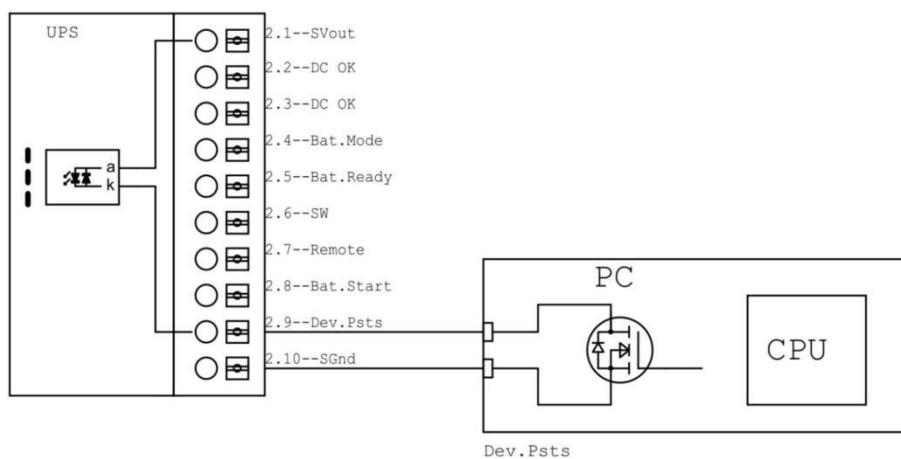 UPS
2.1--SVout
2.2--DC OK
2.3--DC OK
2.4--Bat.Mode
a
k
2.5--Bat.Ready
2.6--SW
2.7--Remote
2.8--Bat.Start
2.9--Dev.Psts
2.10--SGnd
PC
CPU
Dev.Psts